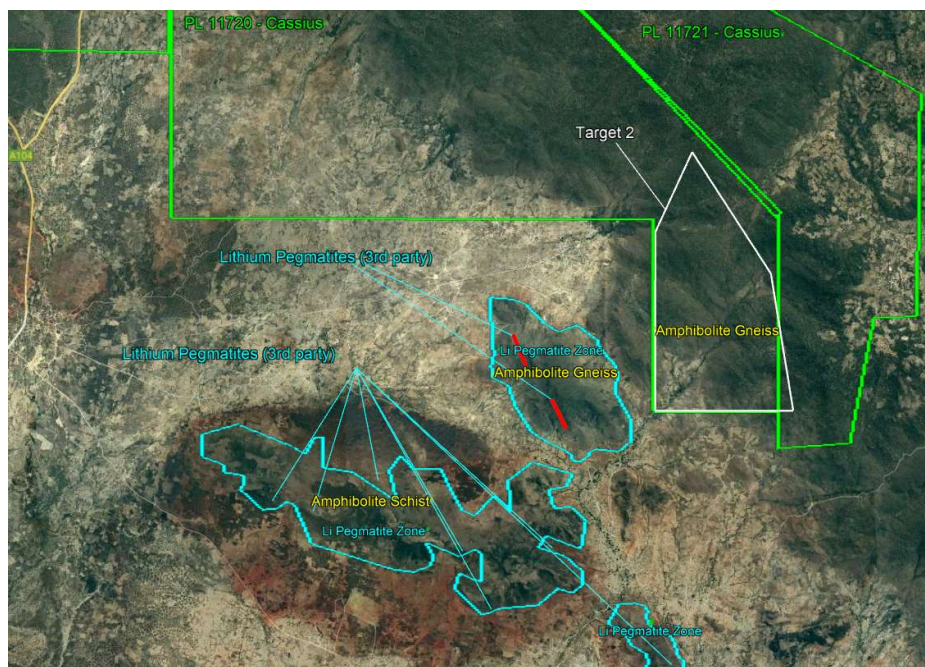 PL 11720 - Cassius
PL 11721 - Cassius
Target 2
A104
Lithium Pegmatites (3rd party)
Amphibolite Gneiss
Li Pegmatite Zone
Lithium Pegmatites (3rd party)
Amphibolite Gneiss
Amphibolite Schist
Li Pegmatite Zone
Li Pegmatite Zone